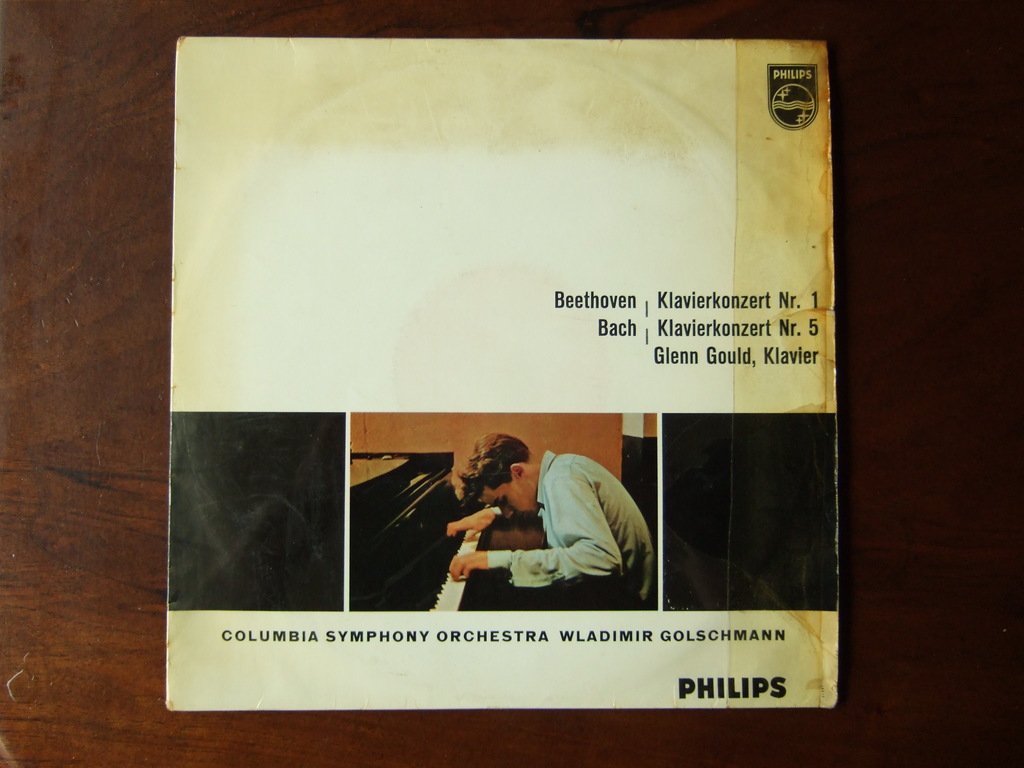 PHILIPS
Beethoven | Klavierkonzert Nr. 1
Bach | Klavierkonzert Nr. 5
Glenn Gould, Klavier
COLUMBIA SYMPHONY ORCHESTRA WLADIMIR GOLSCHMANN
PHILIPS